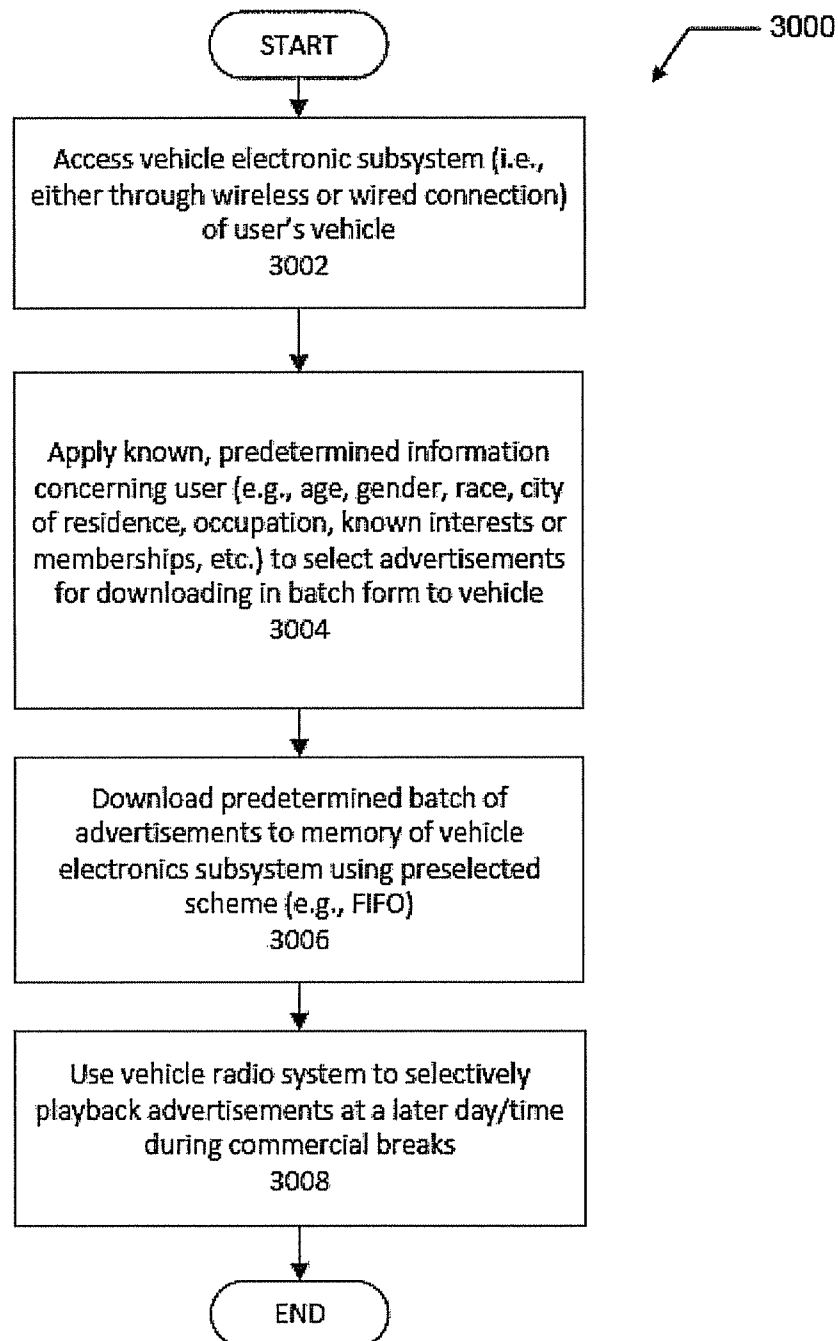 START
3000
Access vehicle electronic subsystem (i.e.,
either through wireless or wired connection)
of user's vehicle
3002
Apply known, predetermined information
concerning user (e.g., age, gender, race, city
of residence, occupation, known interests or
memberships, etc.) to select advertisements
for downloading in batch form to vehicle
3004
Download predetermined batch of
advertisements to memory of vehicle
electronics subsystem using preselected
scheme (e.g., FIFO)
3006
Use vehicle radio system to selectively
playback advertisements at a later day/time
during commercial breaks
3008
END